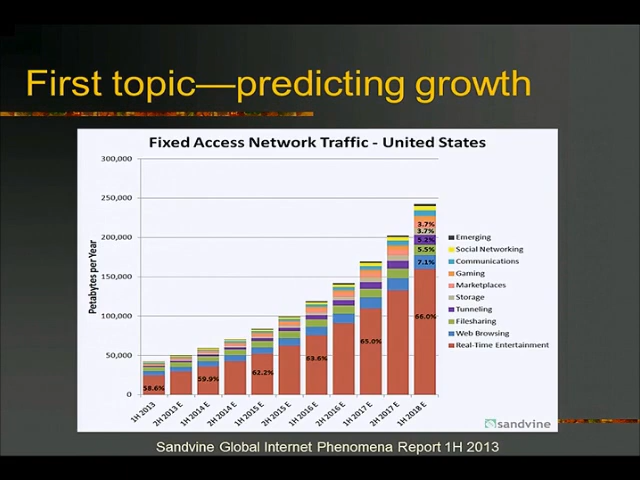 First topic—predicting growth
Fixed Access Network Traffic - United States
Petabytes per Year
300,000
250,000
200,000
150,000
100,000
50,000
0
58.6%
59.9%
62.2%
63.6%
65.0%
3.7%
3.7%
5.2%
5.5%
7.1%
66.0%
1H 2013
2H 2013 E
1H 2014 E
2H 2014 E
1H 2015 E
2H 2015 E
1H 2016 E
2H 2016 E
1H 2017 E
2H 2017 E
1H 2018 E
Emerging
Social Networking
Communications
Gaming
Marketplaces
Storage
Tunneling
Filesharing
Web Browsing
Real-Time Entertainment
sandvine
Sandvine Global Internet Phenomena Report 1H 2013